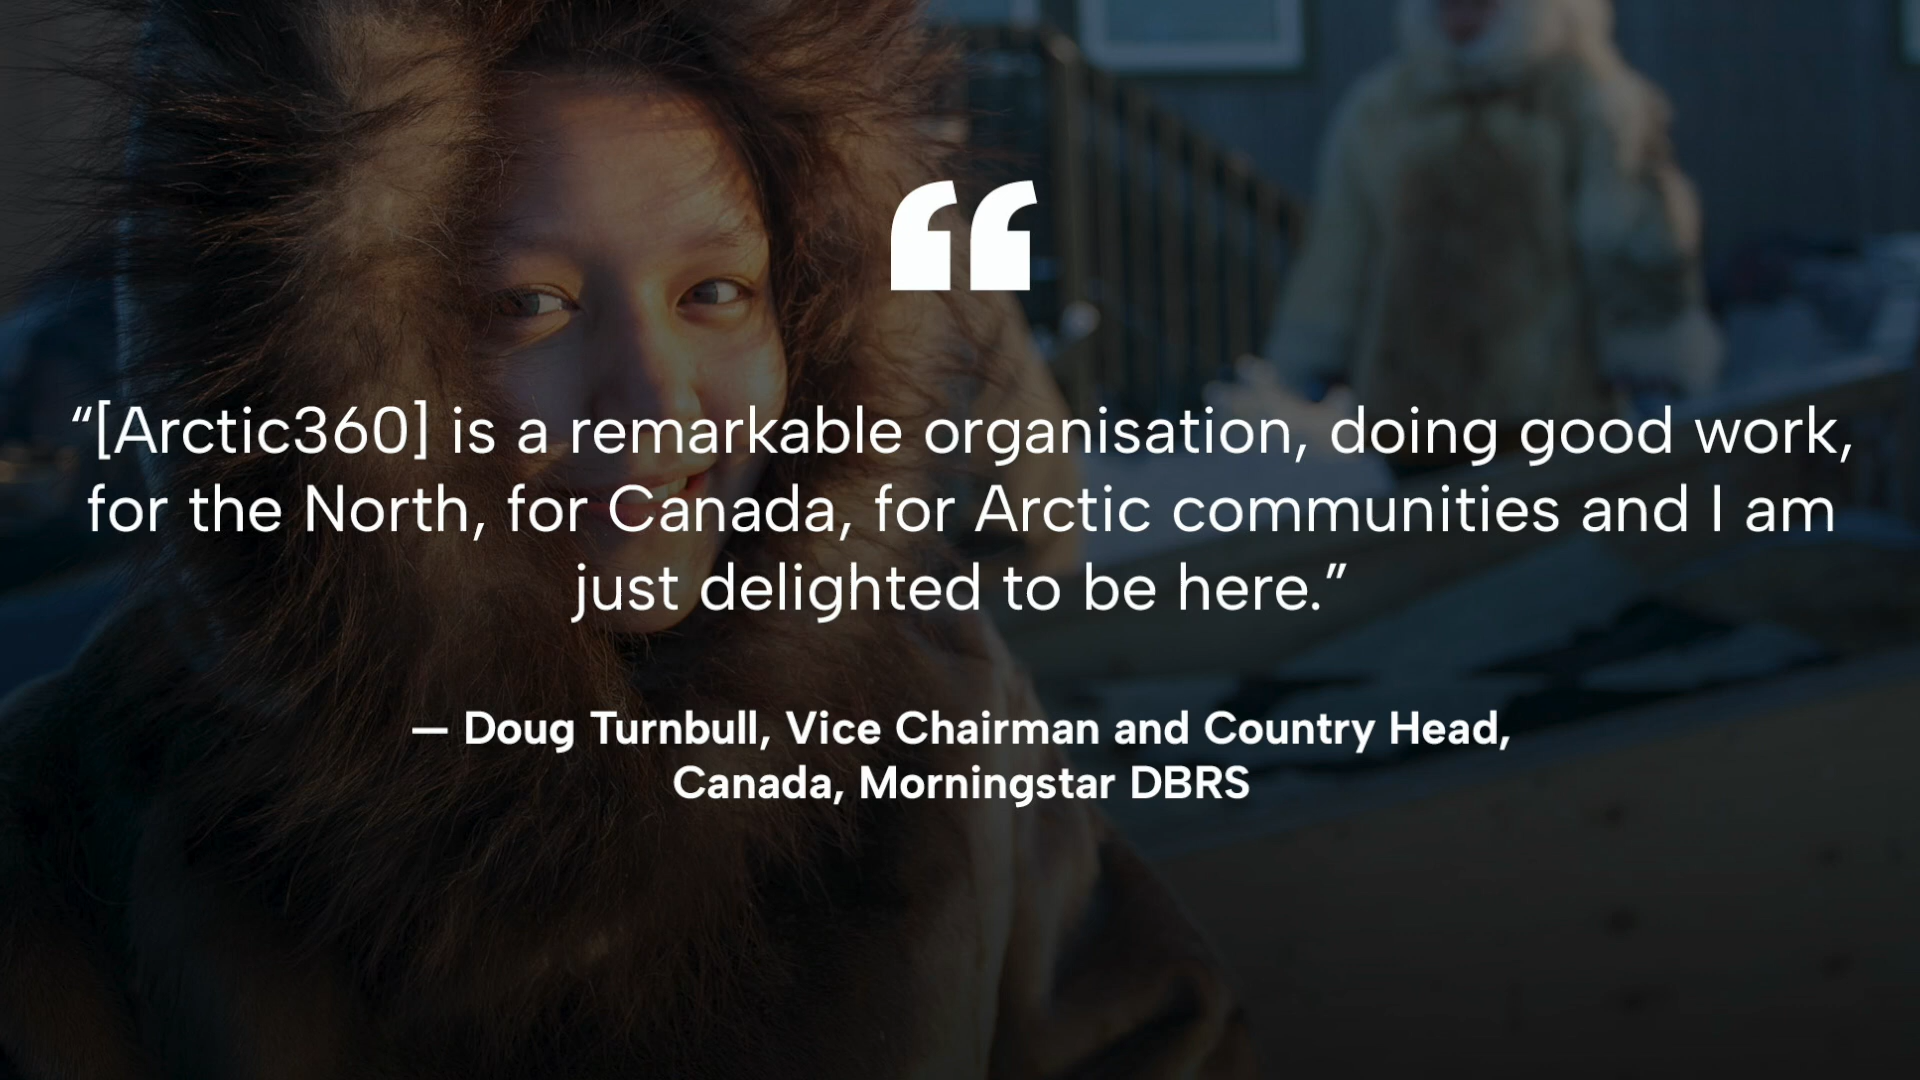 “[Arctic360] is a remarkable organisation, doing good work,
for the North, for Canada, for Arctic communities and I am
just delighted to be here.”
— Doug Turnbull, Vice Chairman and Country Head,
Canada, Morningstar DBRS